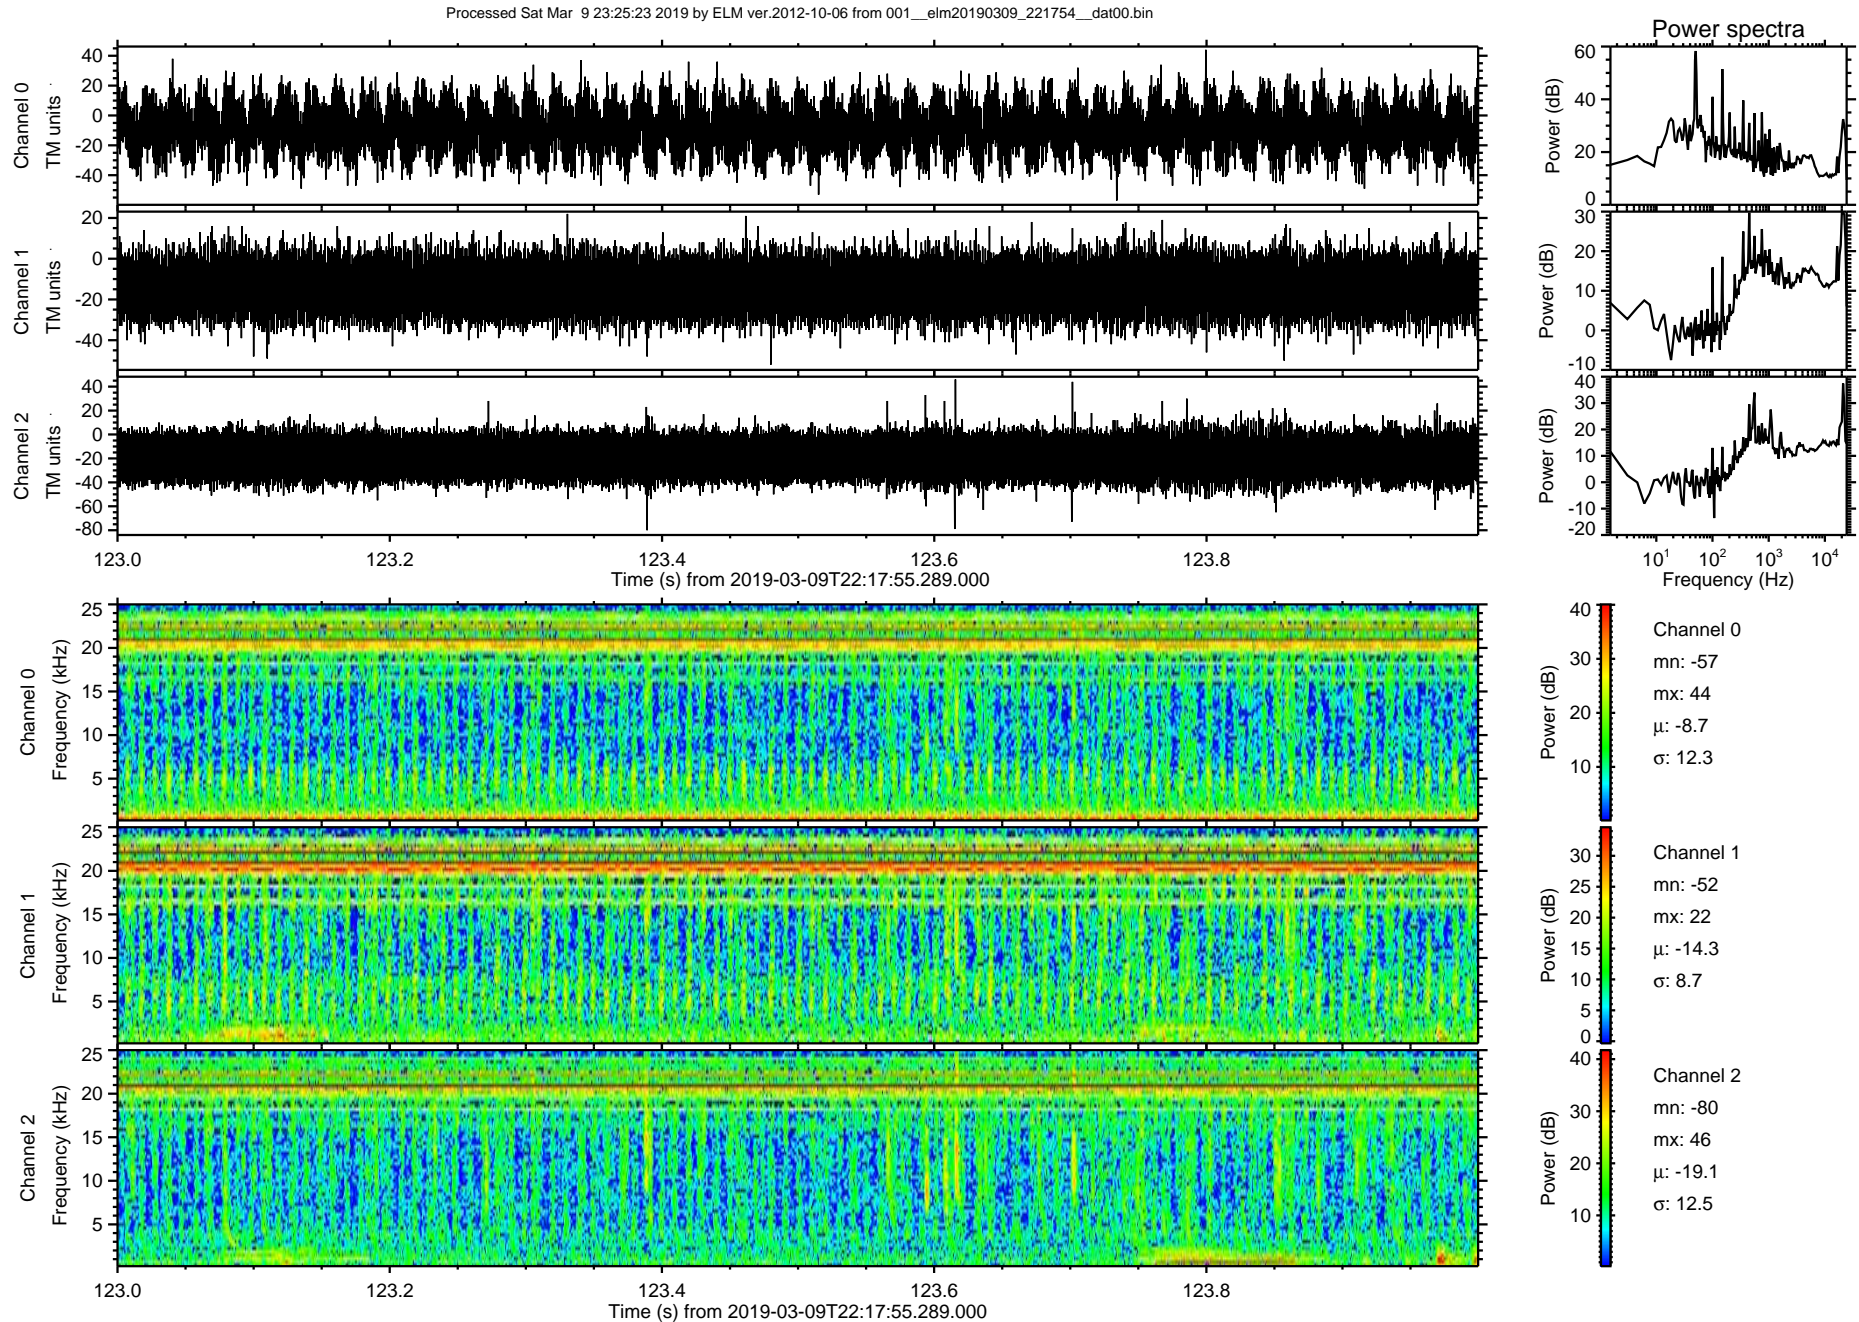 Processed Sat Mar  9 23:25:23 2019 by ELM ver.2012-10-06 from 001__elm20190309_221754__dat00.bin
Power spectra
Channel 0
TM units
40
20
0
-20
-40
Power (dB)
60
40
20
0
Channel 1
TM units
20
0
-20
-40
Power (dB)
30
20
10
0
-10
Channel 2
TM units
40
20
0
-20
-40
-60
-80
Power (dB)
40
30
20
10
0
-10
-20
123.0 123.2 123.4 123.6 123.8
Time (s) from 2019-03-09T22:17:55.289.000
10^1 10^2 10^3 10^4
Frequency (Hz)
Channel 0
Frequency (kHz)
25
20
15
10
5
Power (dB)
40
30
20
10
Channel 0
mn: -57
mx: 44
μ: -8.7
σ: 12.3
Channel 1
Frequency (kHz)
25
20
15
10
5
Power (dB)
30
25
20
15
10
5
0
Channel 1
mn: -52
mx: 22
μ: -14.3
σ: 8.7
Channel 2
Frequency (kHz)
25
20
15
10
5
Power (dB)
40
30
20
10
Channel 2
mn: -80
mx: 46
μ: -19.1
σ: 12.5
123.0 123.2 123.4 123.6 123.8
Time (s) from 2019-03-09T22:17:55.289.000